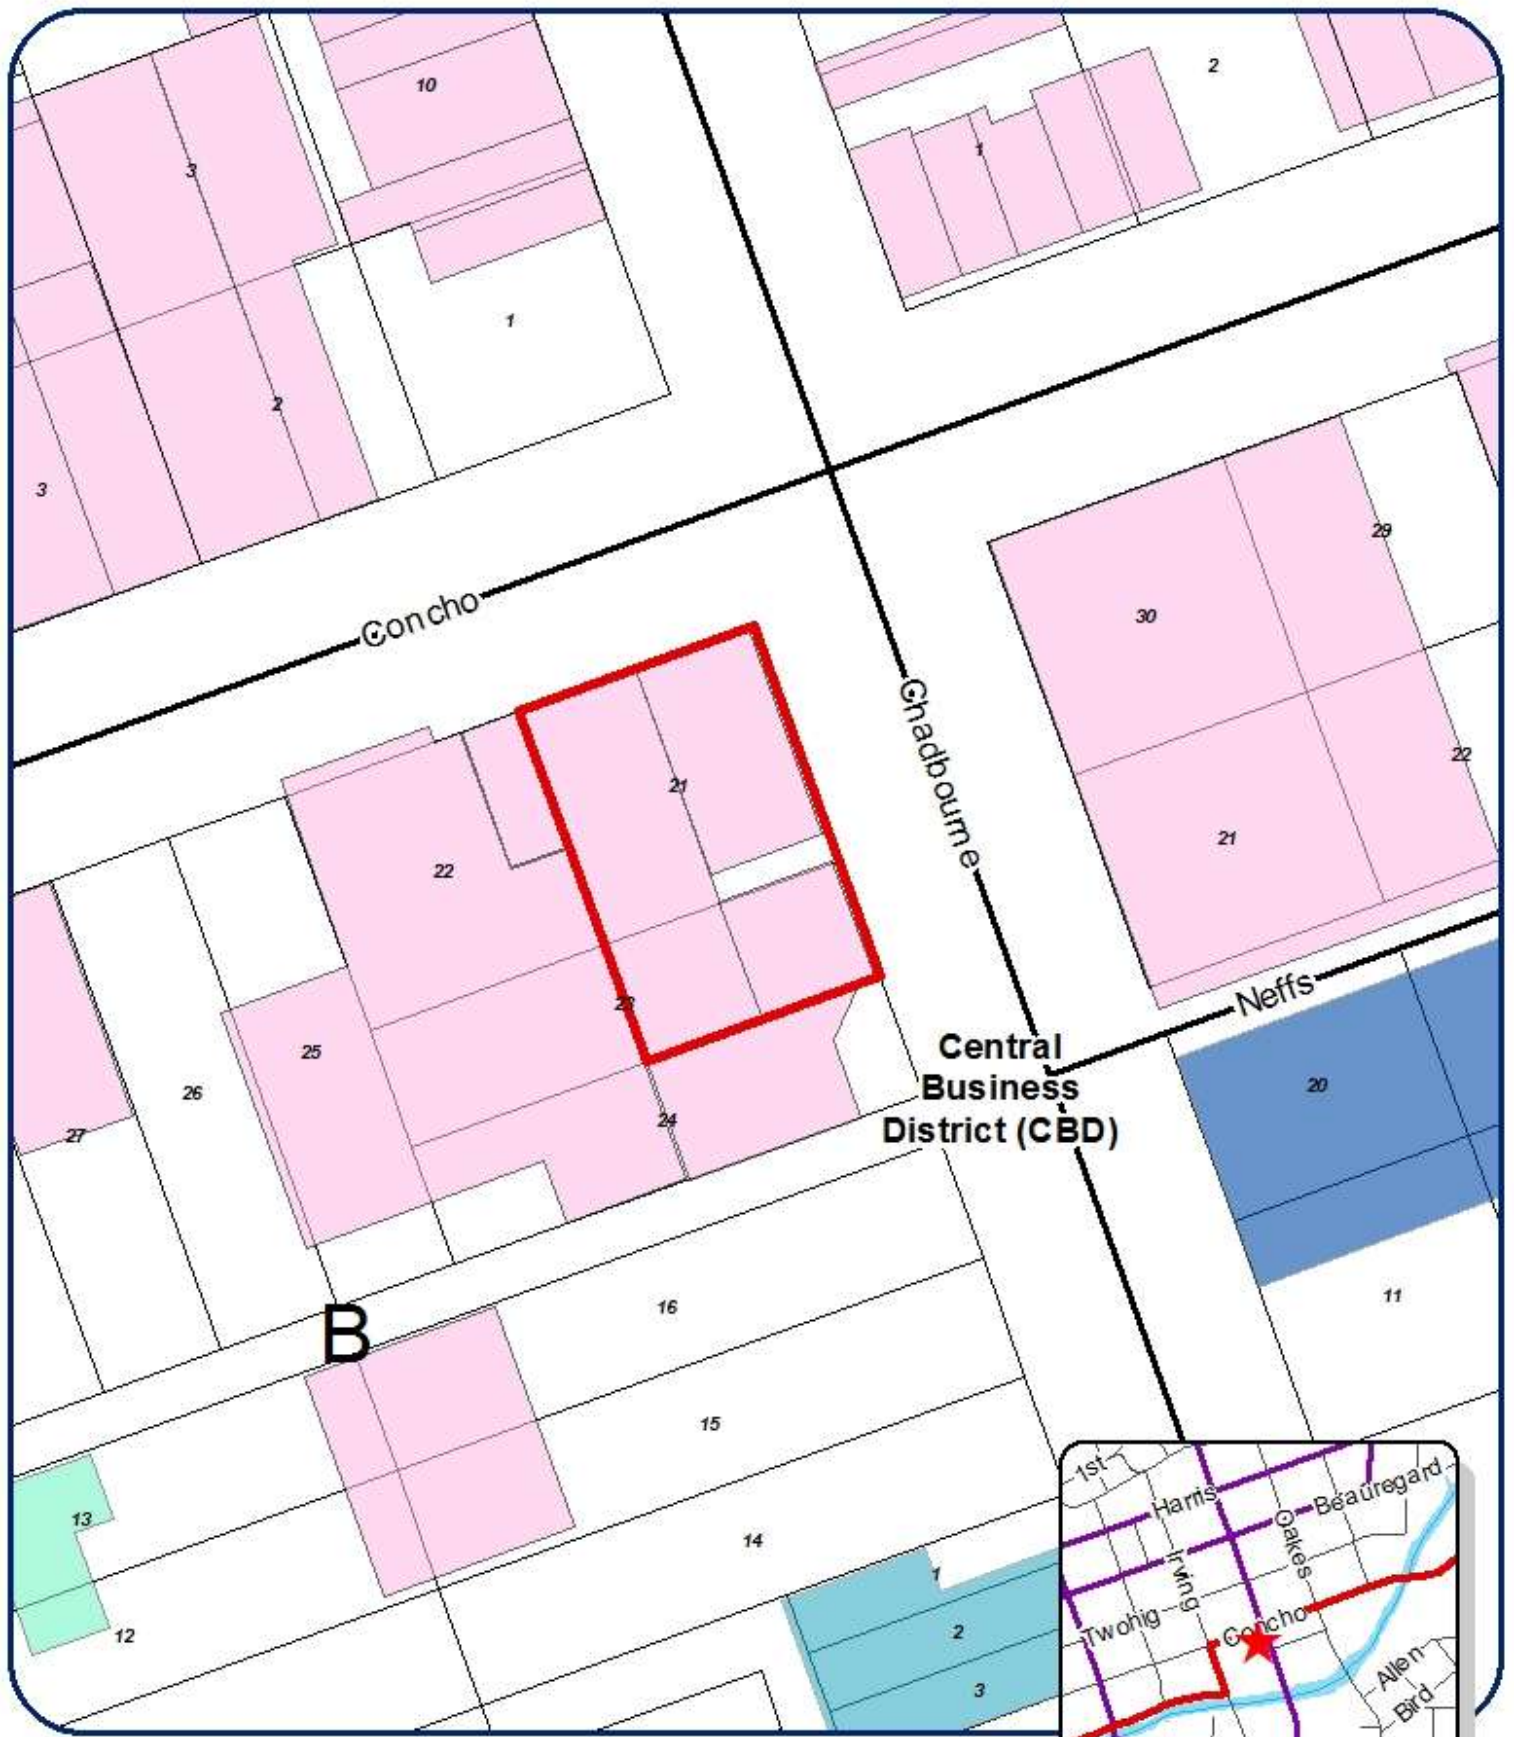 10
2
3
1
1
2
3
29
30
Concho
Chadbourne
21
22
21
22
23
Neffs
Central
Business
District (CBD)
25
26
24
20
27
11
16
B
15
13
14
12
1
2
3
1st
Harris
Beauregard
Oakes
Irving
Twohig
Concho
Allen
Bird